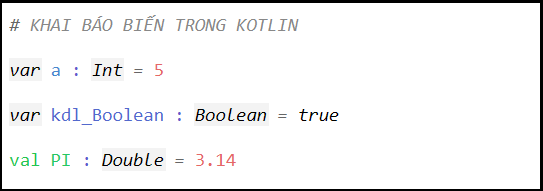 # KHAI BÁO BIẾN TRONG KOTLIN
var a : Int = 5
var kdl_Boolean : Boolean = true
val PI : Double = 3.14